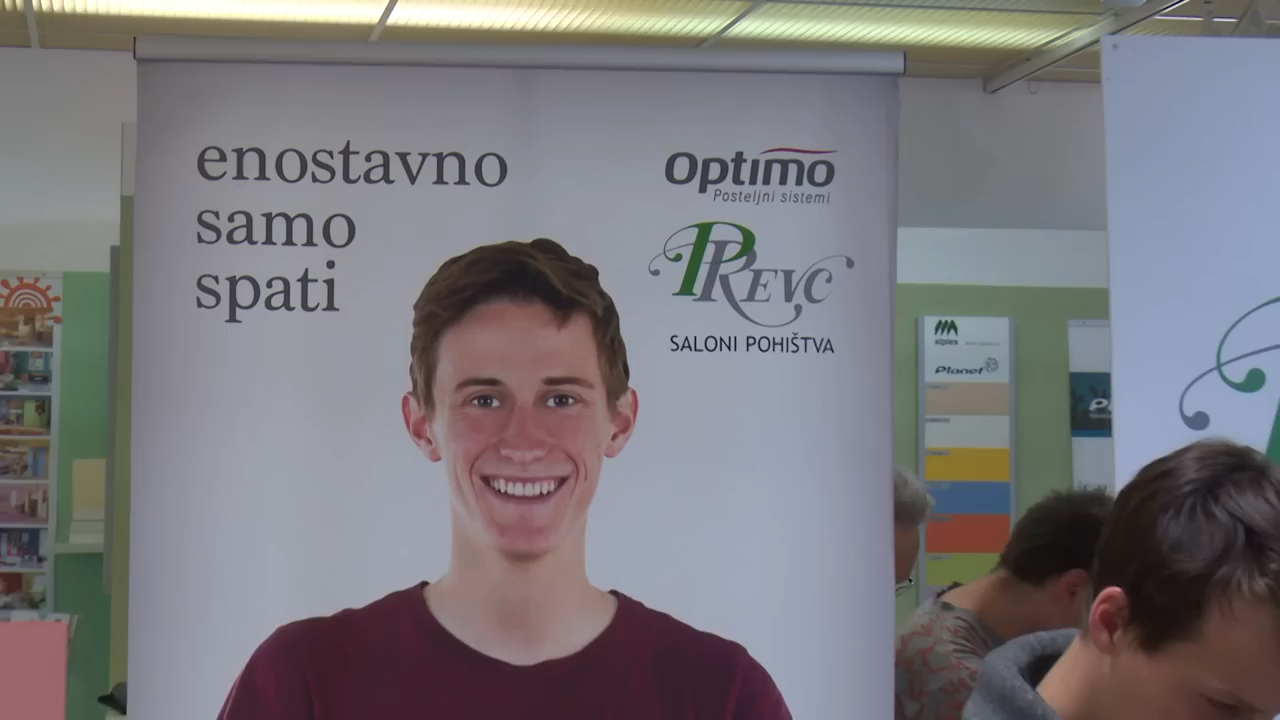 enostavno
samo
spati
Optimo
Posteljni sistemi
PREVC
SALONI POHIŠTVA
alples
Planet